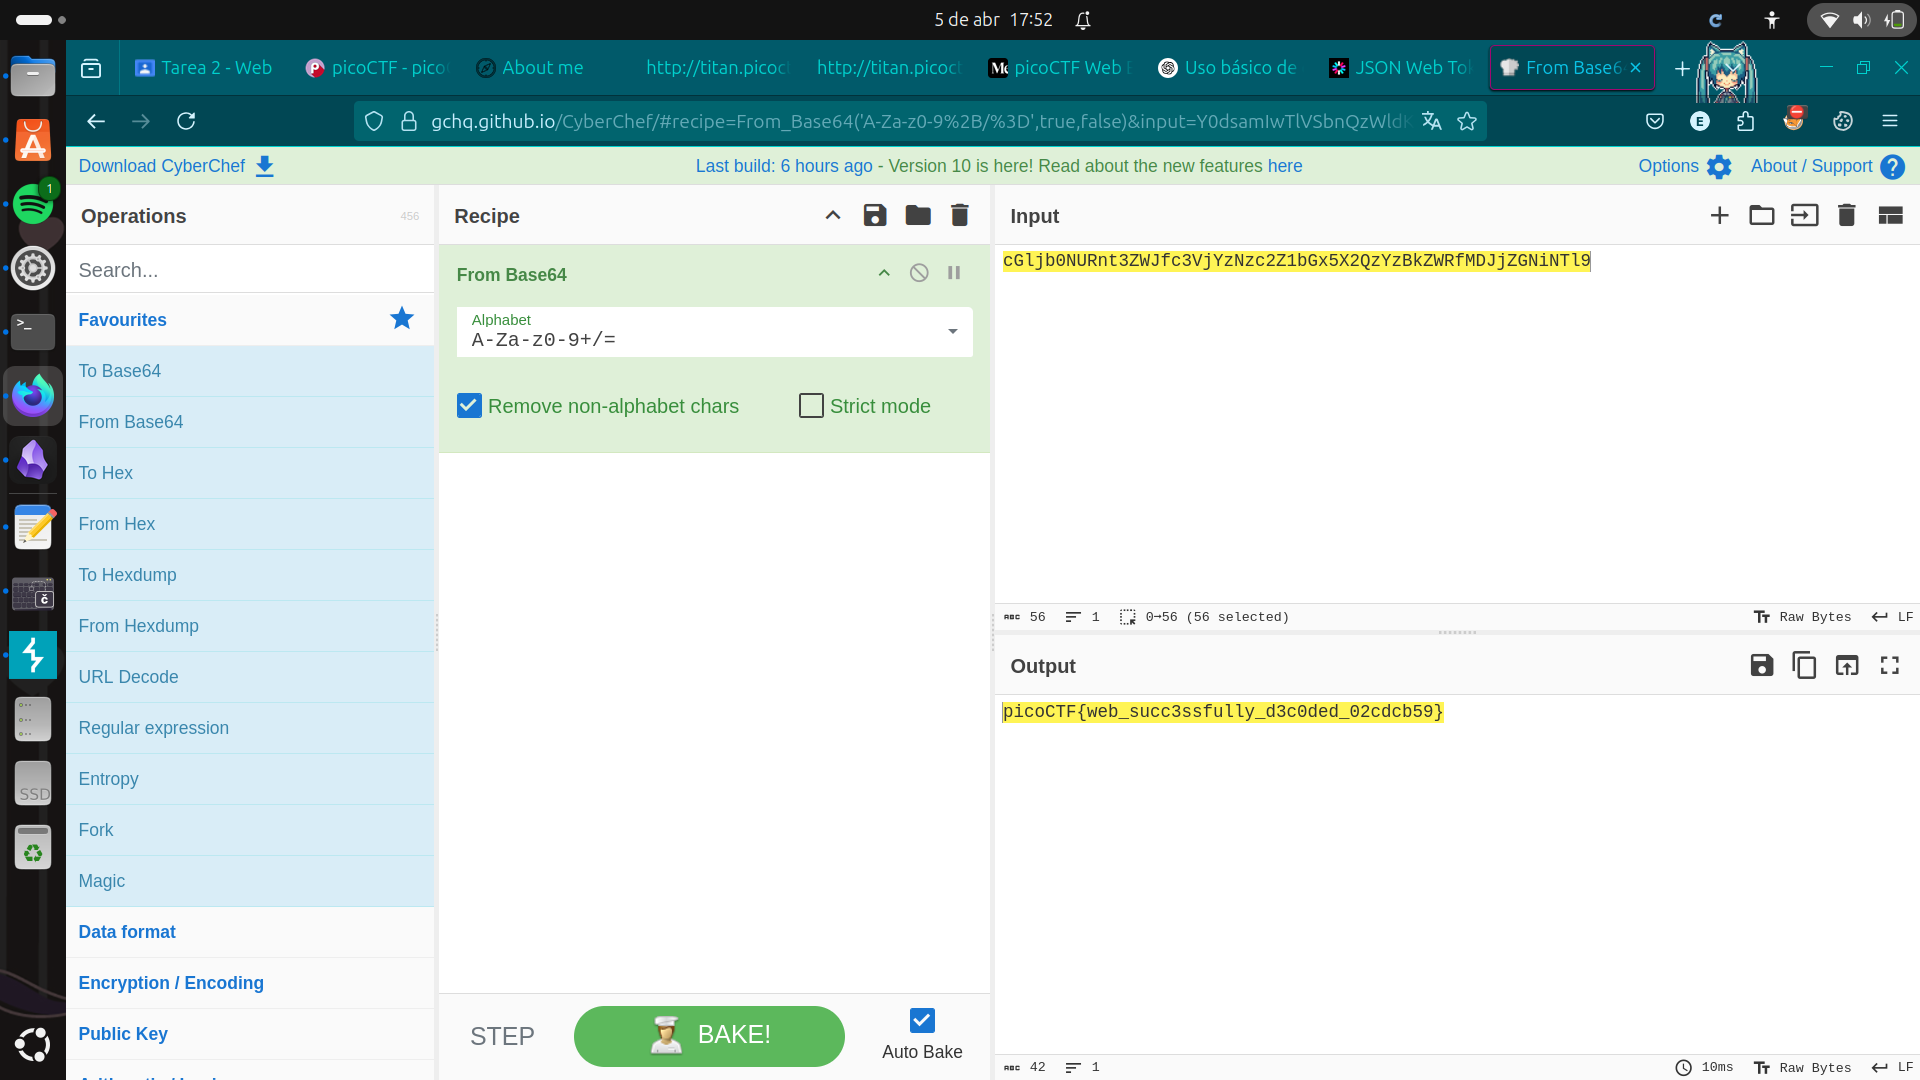 5 de abr 17:52
Tarea 2 - Web
picoCTF - pico
About me
http://titan.picoc
http://titan.picoct
picoCTF Web
Uso básico de
JSON Web Tok
From Base6
gchq.github.io/CyberChef/#recipe=From_Base64('A-Za-z0-9%2B/%3D',true,false)&input=Y0dsamIwTlVSbnQzWldK
E
1
Download CyberChef
Last build: 6 hours ago - Version 10 is here! Read about the new features here
Options
About / Support
Operations
456
Search...
Favourites
To Base64
From Base64
To Hex
From Hex
To Hexdump
From Hexdump
URL Decode
Regular expression
Entropy
Fork
Magic
Data format
Encryption / Encoding
Public Key
Recipe
From Base64
Alphabet
A-Za-z0-9+/=
Remove non-alphabet chars
Strict mode
STEP
BAKE!
Auto Bake
Input
cGljb0NURnt3ZWJfc3VjYzNzc2Z1bGx5X2QzYzBkZWRfMDJjZGNiNTl9
56
1
0→56 (56 selected)
Raw Bytes
LF
Output
picoCTF{web_succ3ssfully_d3c0ded_02cdcb59}
42
1
10ms
Raw Bytes
LF
SSD